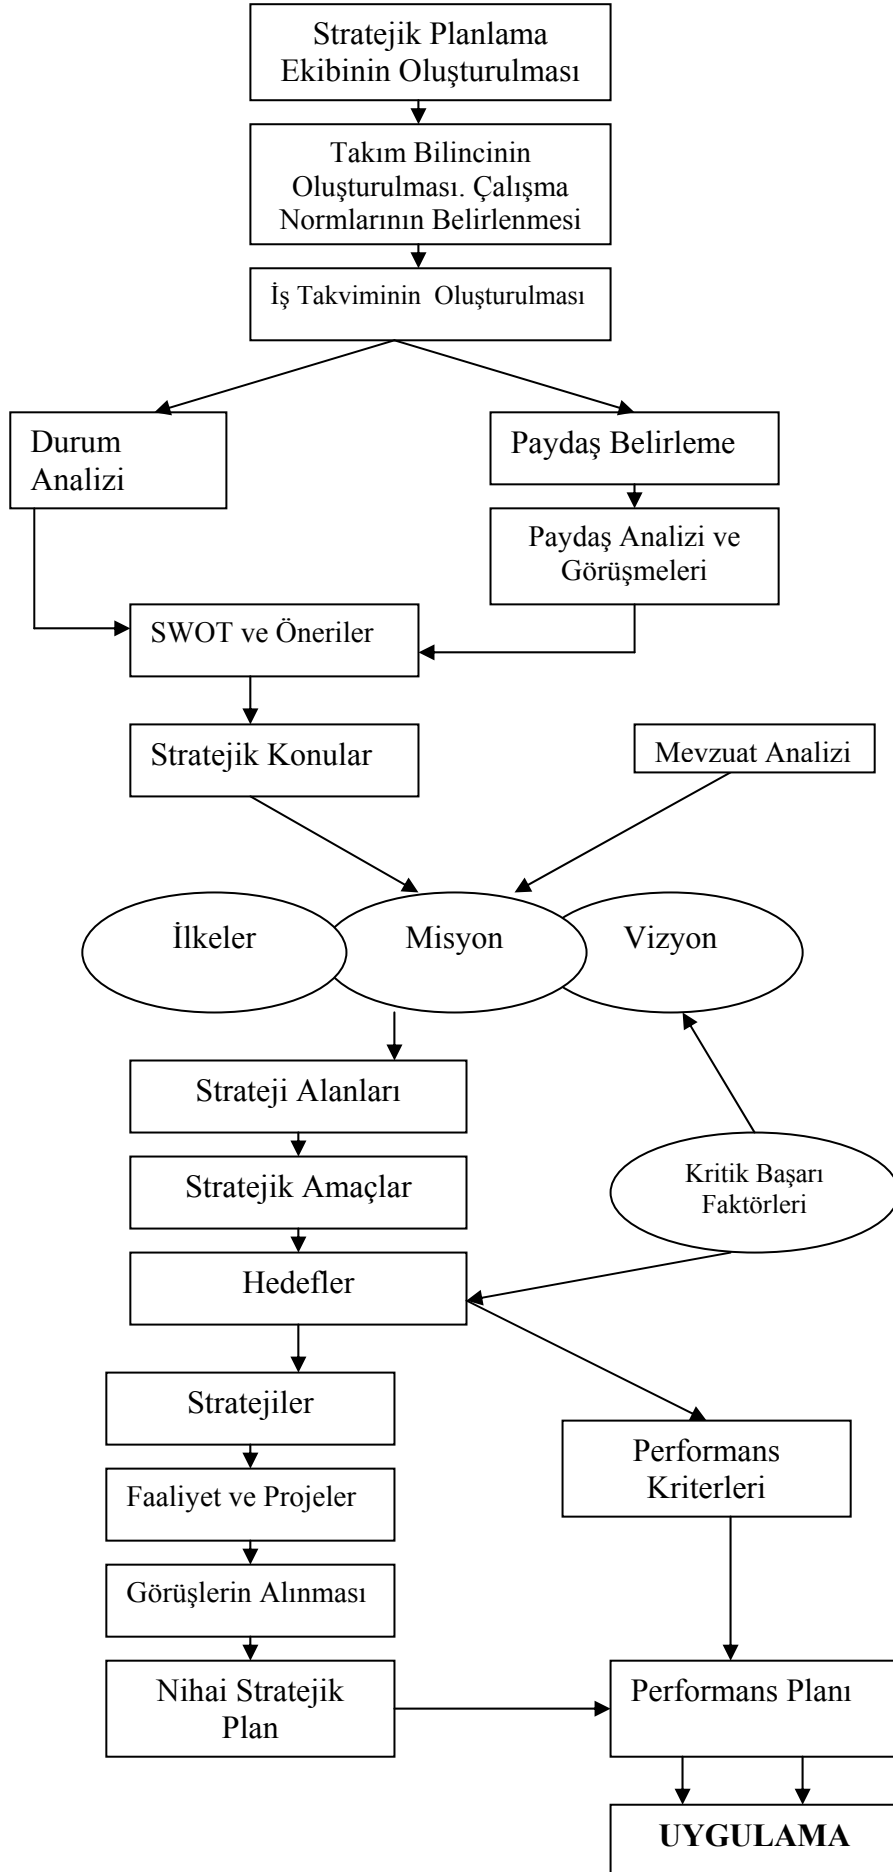 Stratejik Planlama
Ekibinin Oluşturulması
Takım Bilincinin
Oluşturulması. Çalışma
Normlarının Belirlenmesi
İş Takviminin Oluşturulması
Durum
Analizi
Paydaş Belirleme
Paydaş Analizi ve
Görüşmeleri
SWOT ve Öneriler
Stratejik Konular
Mevzuat Analizi
İlkeler
Misyon
Vizyon
Strateji Alanları
Stratejik Amaçlar
Kritik Başarı
Faktörleri
Hedefler
Stratejiler
Performans
Kriterleri
Faaliyet ve Projeler
Görüşlerin Alınması
Nihai Stratejik
Plan
Performans Planı
UYGULAMA